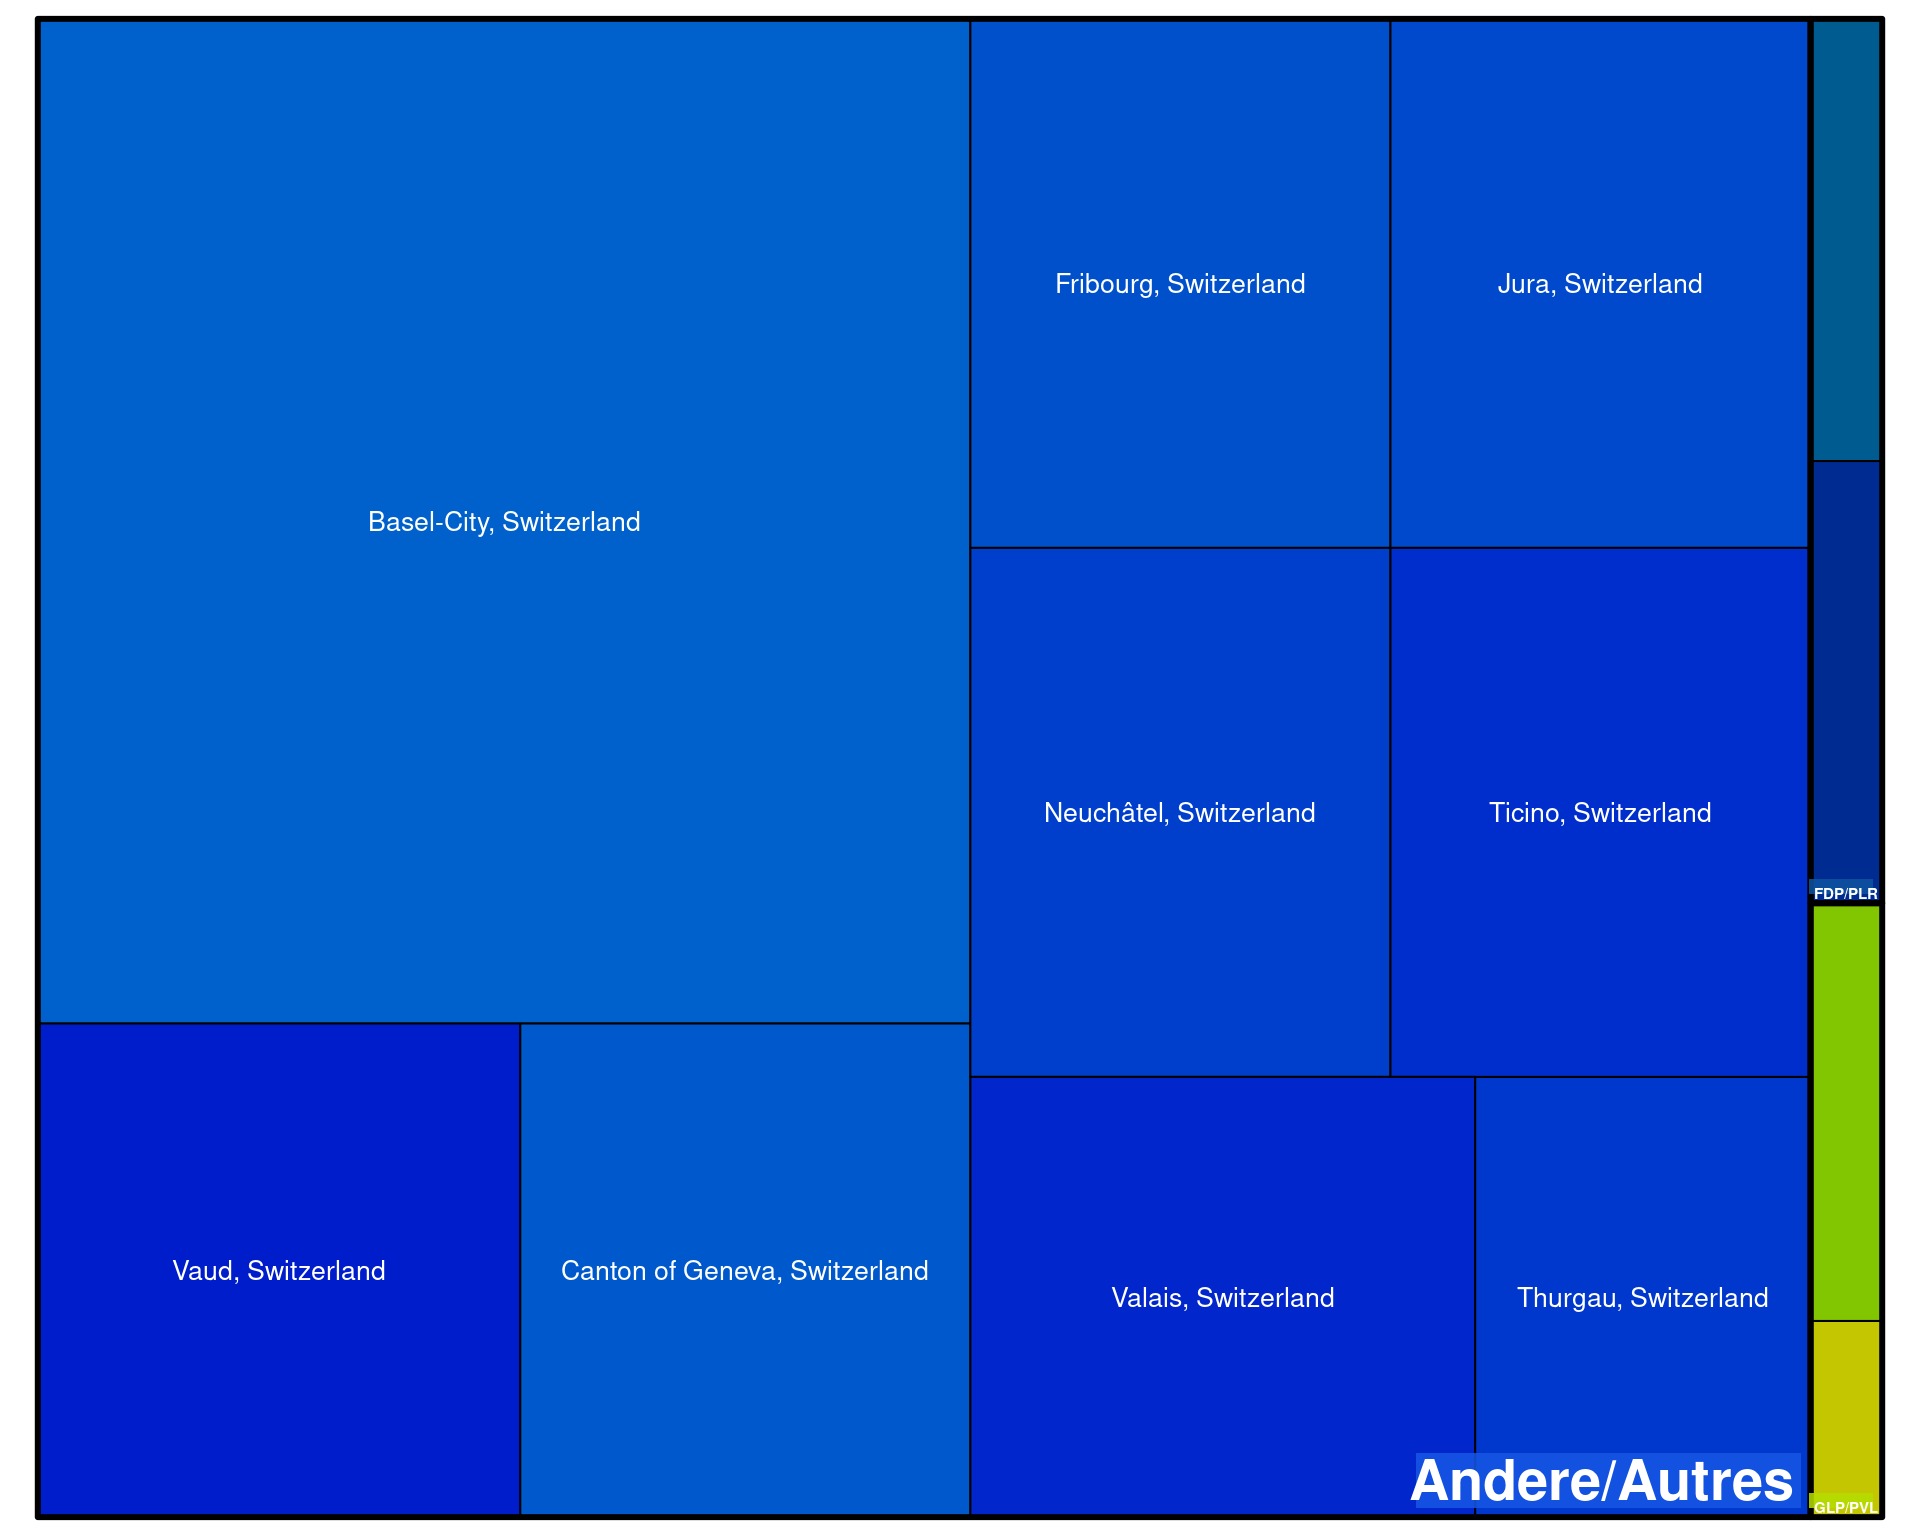 Basel-City, Switzerland
Fribourg, Switzerland
Jura, Switzerland
Neuchâtel, Switzerland
Ticino, Switzerland
FDP/PLR
Vaud, Switzerland
Canton of Geneva, Switzerland
Valais, Switzerland
Thurgau, Switzerland
Andere/Autres
GLP/PVL